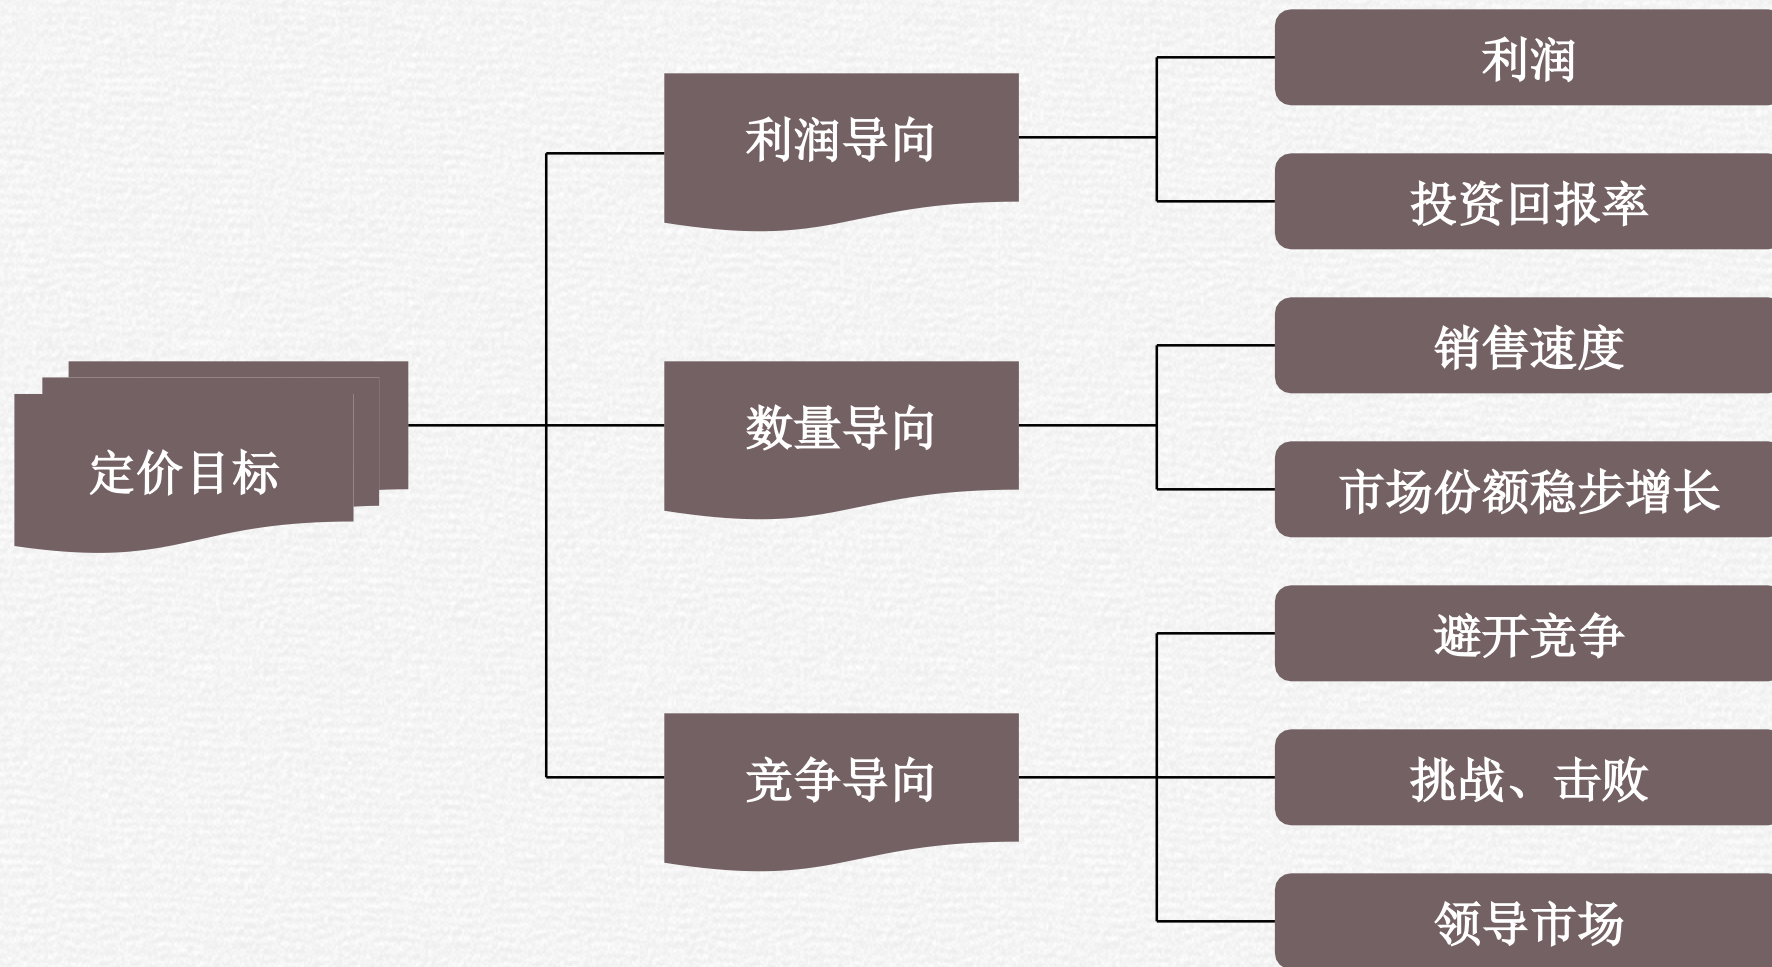 定价目标
利润导向
利润
投资回报率
数量导向
销售速度
市场份额稳步增长
竞争导向
避开竞争
挑战、击败
领导市场